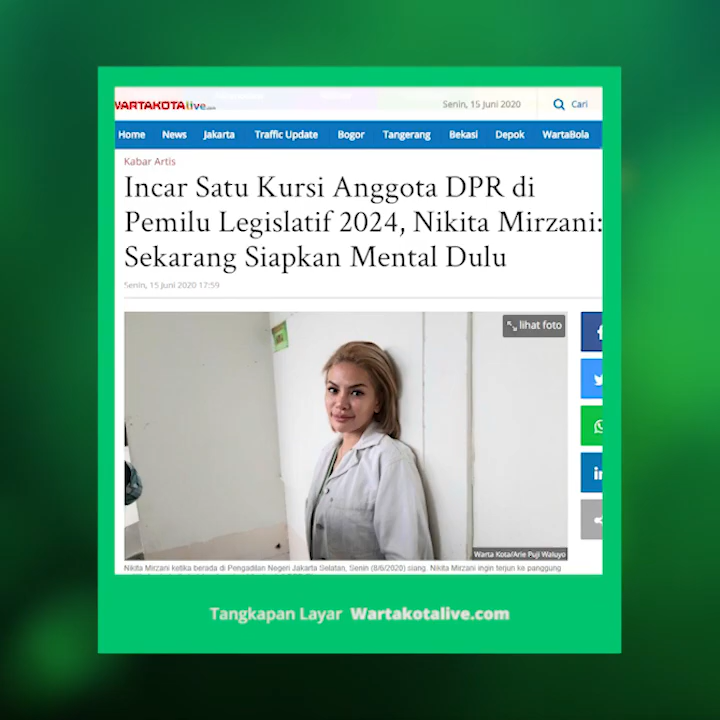 WARTAKOTAlive.com
Senin, 15 Juni 2020
Cari
Home News Jakarta Traffic Update Bogor Tangerang Bekasi Depok WartaBola
Kabar Artis
Incar Satu Kursi Anggota DPR di
Pemilu Legislatif 2024, Nikita Mirzani:
Sekarang Siapkan Mental Dulu
Senin, 15 Juni 2020 17:59
lihat foto
Warta Kota/Arie Puji Waluyo
Nikita Mirzani ketika berada di Pengadilan Negeri Jakarta Selatan, Senin (8/6/2020) siang. Nikita Mirzani ingin terjun ke panggung
Tangkapan Layar Wartakotalive.com